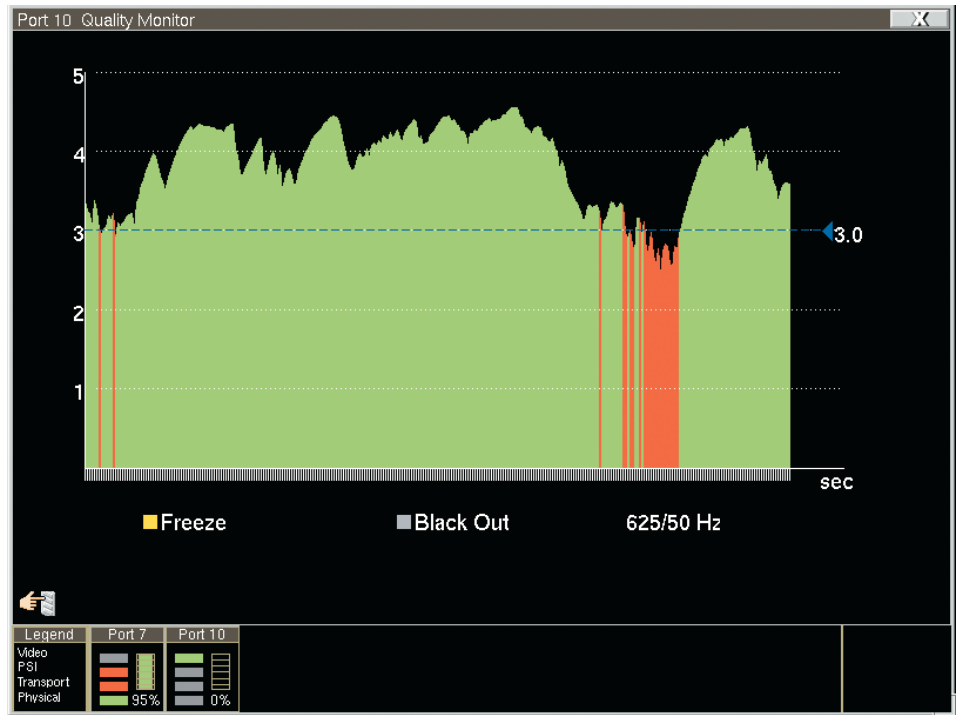 Port 10 Quality Monitor
X
5
4
3
3.0
2
1
sec
Freeze
Black Out
625/50 Hz
Legend
Port 7
Port 10
Video
PSI
Transport
Physical
95%
0%